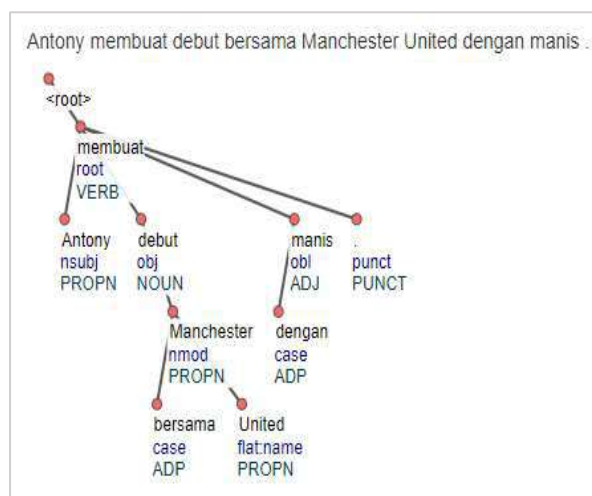 Antony membuat debut bersama Manchester United dengan manis .
<root>
membuat
root
VERB
Antony debut manis .
nsubj obj obl punct
PROPN NOUN ADJ PUNCT
Manchester dengan
nmod case
PROPN ADP
bersama United
case flat:name
ADP PROPN